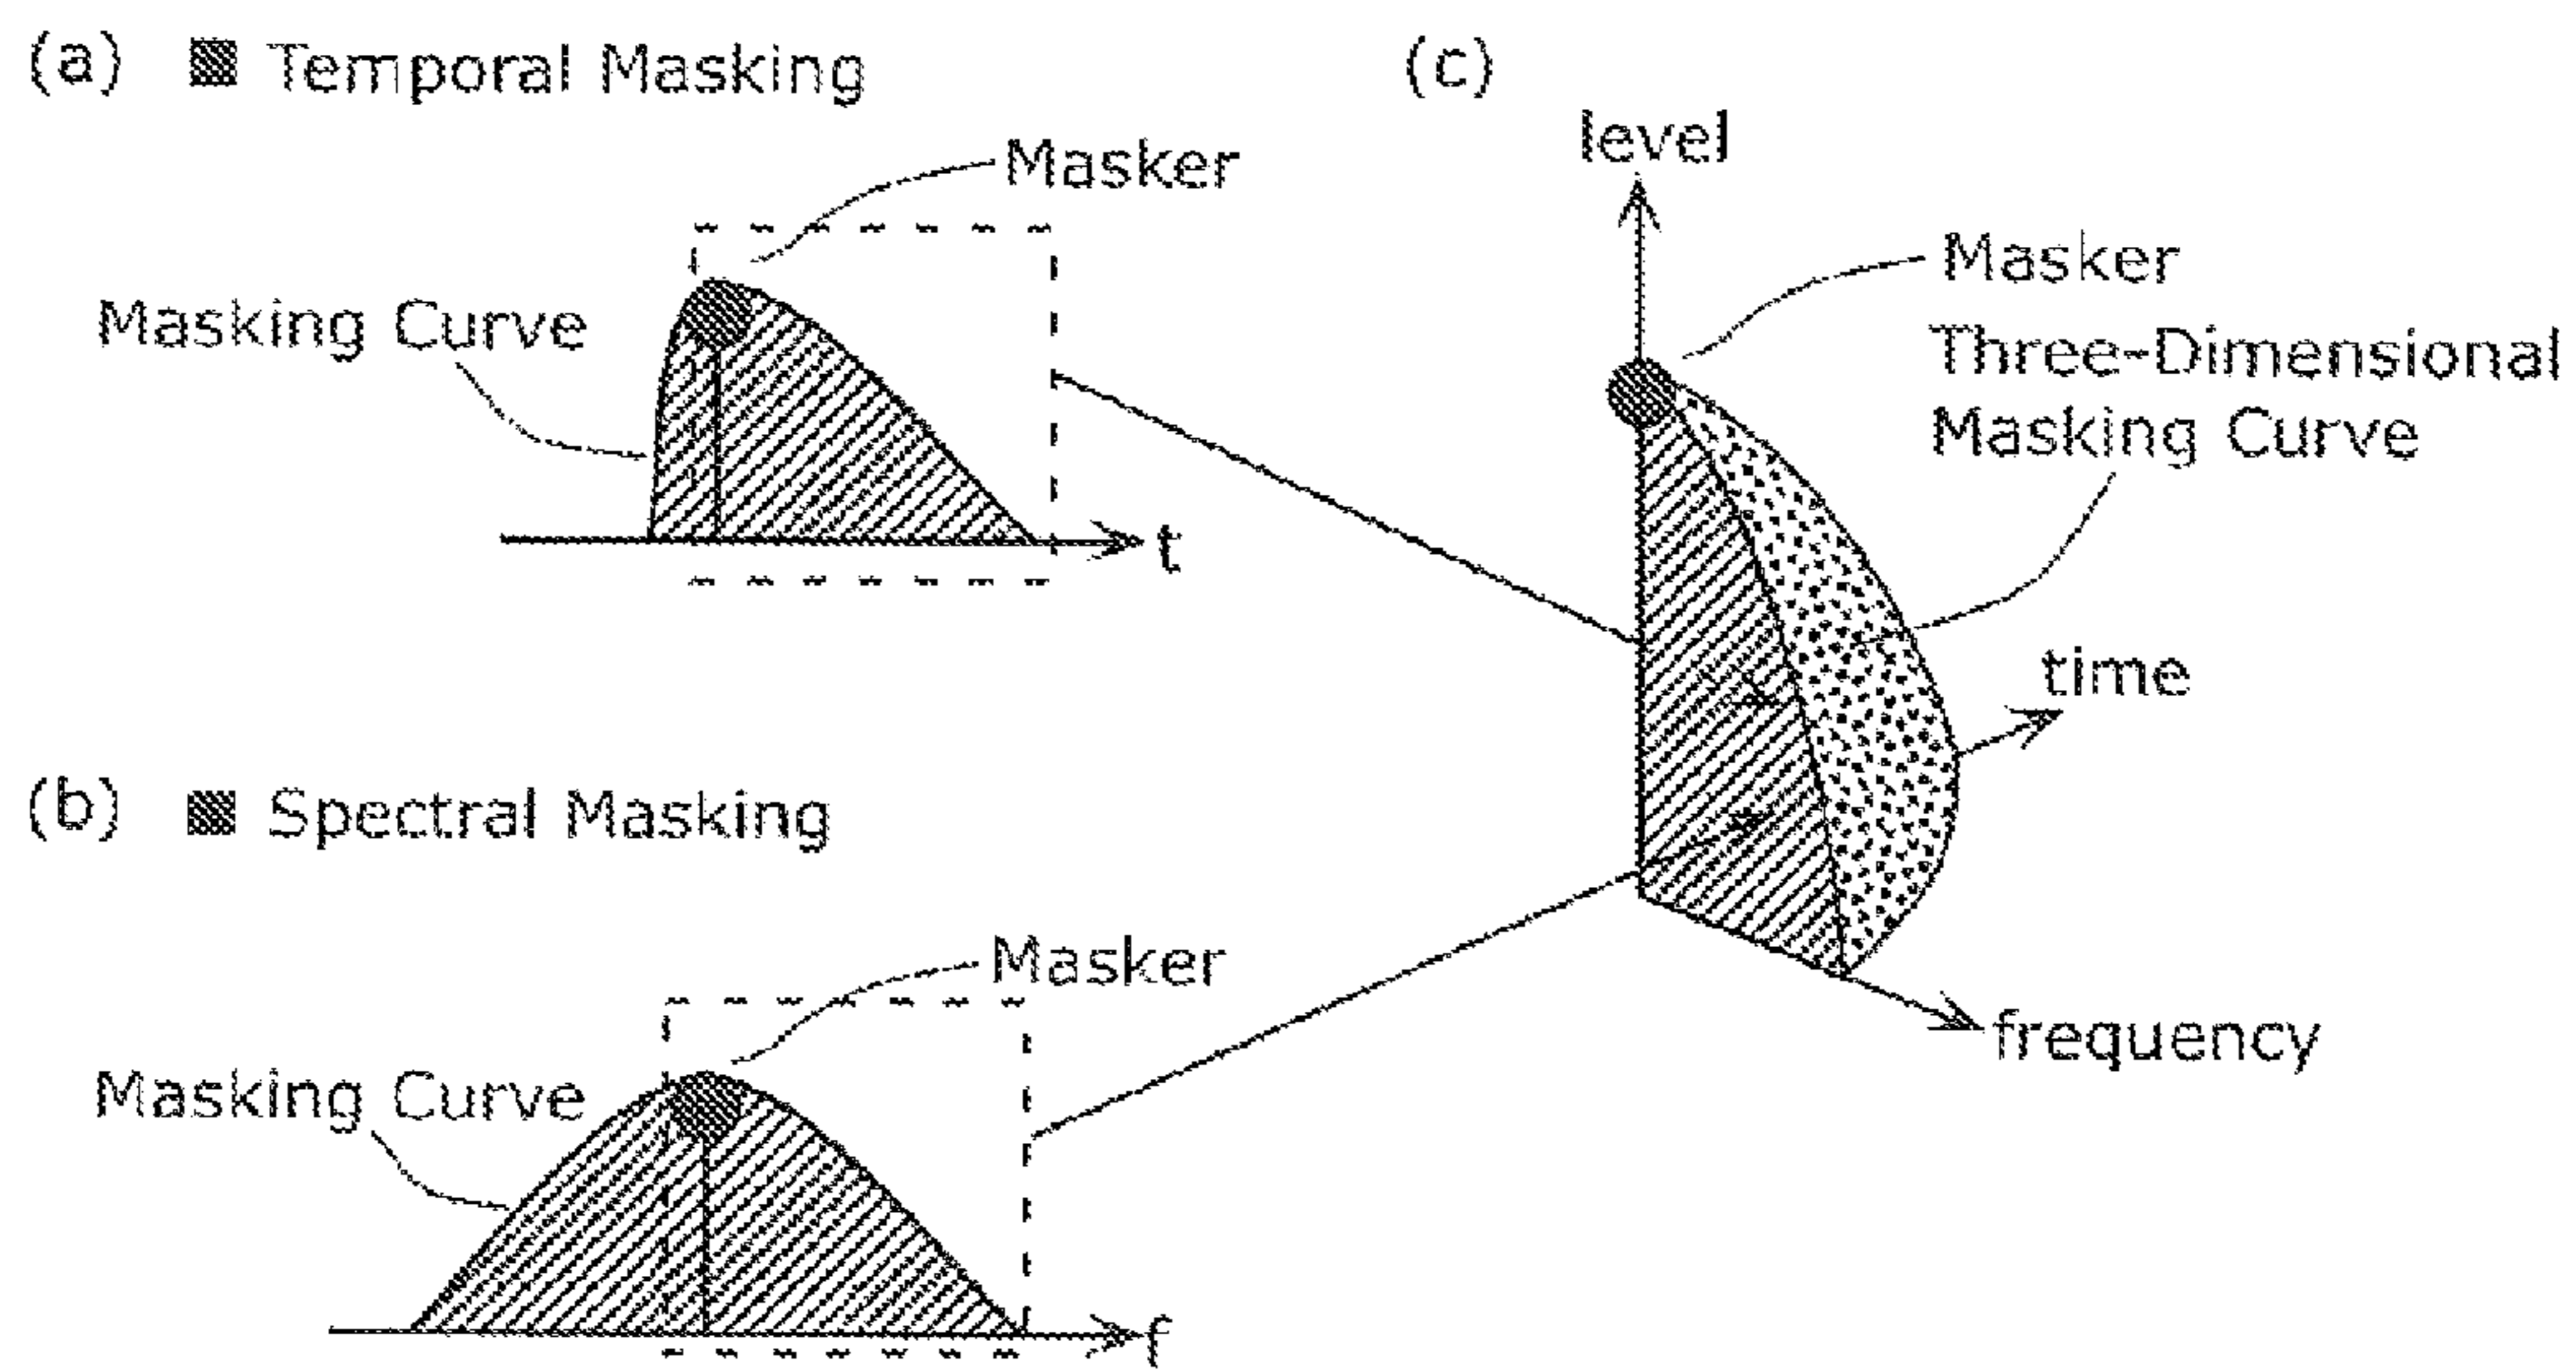 (a) ■ Temporal Masking
Masker
Masking Curve
t
(b) ■ Spectral Masking
Masker
Masking Curve
f
(c)
level
Masker
Three-Dimensional
Masking Curve
time
frequency